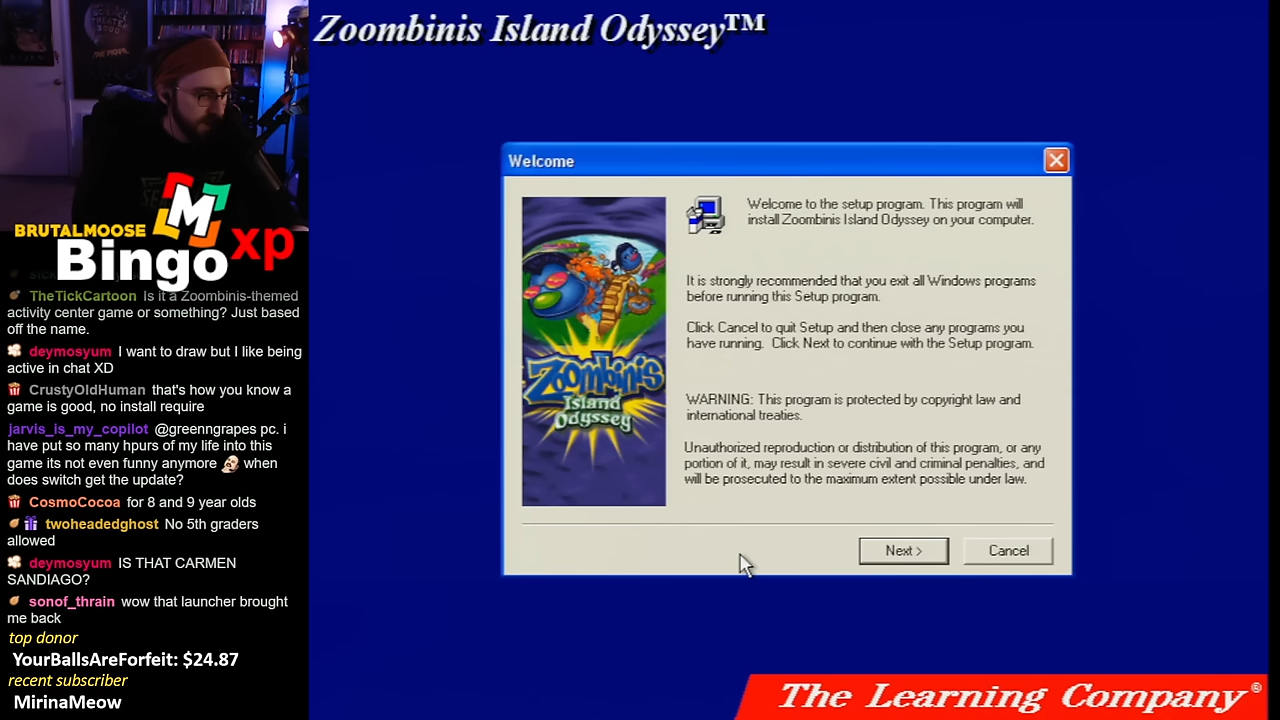 Zoombinis Island Odyssey™
Welcome
Welcome to the setup program. This program will
install Zoombinis Island Odyssey on your computer.
It is strongly recommended that you exit all Windows programs
before running this Setup program.
Click Cancel to quit Setup and then close any programs you
have running. Click Next to continue with the Setup program.
WARNING: This program is protected by copyright law and
international treaties.
Unauthorized reproduction or distribution of this program, or any
portion of it, may result in severe civil and criminal penalties, and
will be prosecuted to the maximum extent possible under law.
Zoombinis
Island
Odyssey
Next >
Cancel
The Learning Company®
BRUTALMOOSE
M
Bingo xp
TheTickCartoon Is it a Zoombinis-themed
activity center game or something? Just based
off the name.
deymosyum I want to draw but I like being
active in chat XD
CrustyOldHuman that's how you know a
game is good, no install require
jarvis_is_my_copilot @greenngrapes pc. i
have put so many hpurs of my life into this
game its not even funny anymore when
does switch get the update?
CosmoCocoa for 8 and 9 year olds
twoheadedghost No 5th graders
allowed
deymosyum IS THAT CARMEN
SANDIAGO?
sonof_thrain wow that launcher brought
me back
top donor
YourBallsAreForfeit: $24.87
recent subscriber
MirinaMeow